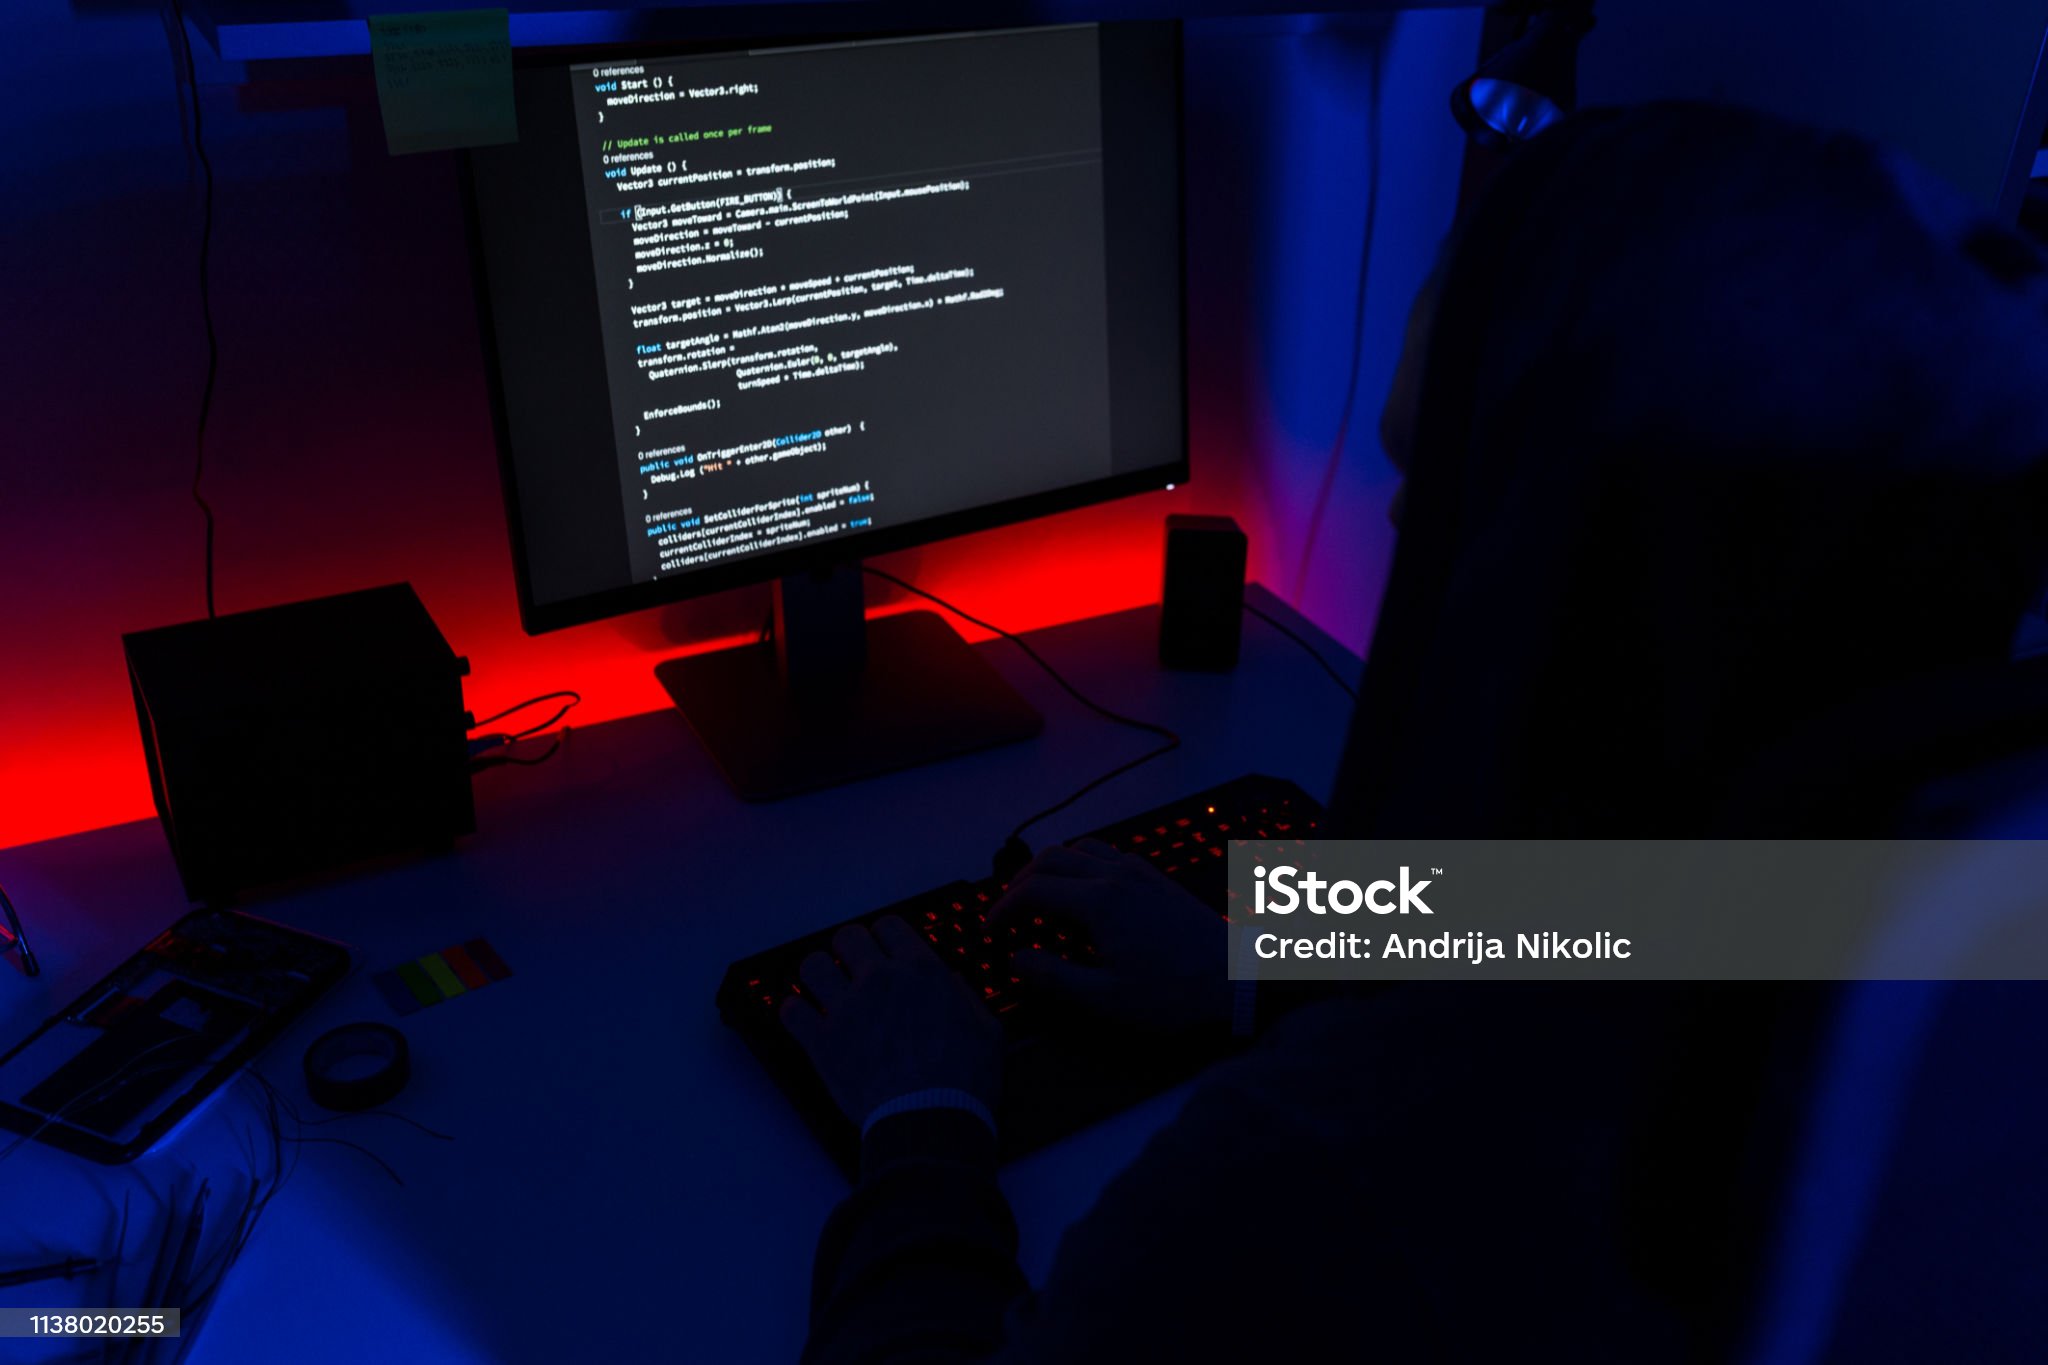 0 references
void Start () {
moveDirection = Vector3.right;
}
// Update is called once per frame
0 references
void Update () {
Vector3 currentPosition = transform.position;
if (Input.GetButton(FIRE_BUTTON)) {
Vector3 moveToward = Camera.main.ScreenToWorldPoint(Input.mousePosition);
moveDirection = moveToward - currentPosition;
moveDirection.z = 0;
moveDirection.Normalize();
}
Vector3 target = moveDirection * moveSpeed + currentPosition;
transform.position = Vector3.Lerp(currentPosition, target, Time.deltaTime);
float targetAngle = Mathf.Atan2(moveDirection.y, moveDirection.x) * Mathf.Rad2Deg;
transform.rotation =
Quaternion.Slerp(transform.rotation,
Quaternion.Euler(0, 0, targetAngle),
turnSpeed * Time.deltaTime);
EnforceBounds();
}
0 references
public void OnTriggerEnter2D(Collider2D other) {
Debug.Log ("Hit " + other.gameObject);
}
0 references
public void SetColliderForSprite(int spriteNum) {
colliders[currentColliderIndex].enabled = false;
currentColliderIndex = spriteNum;
colliders[currentColliderIndex].enabled = true;
iStock™
Credit: Andrija Nikolic
1138020255